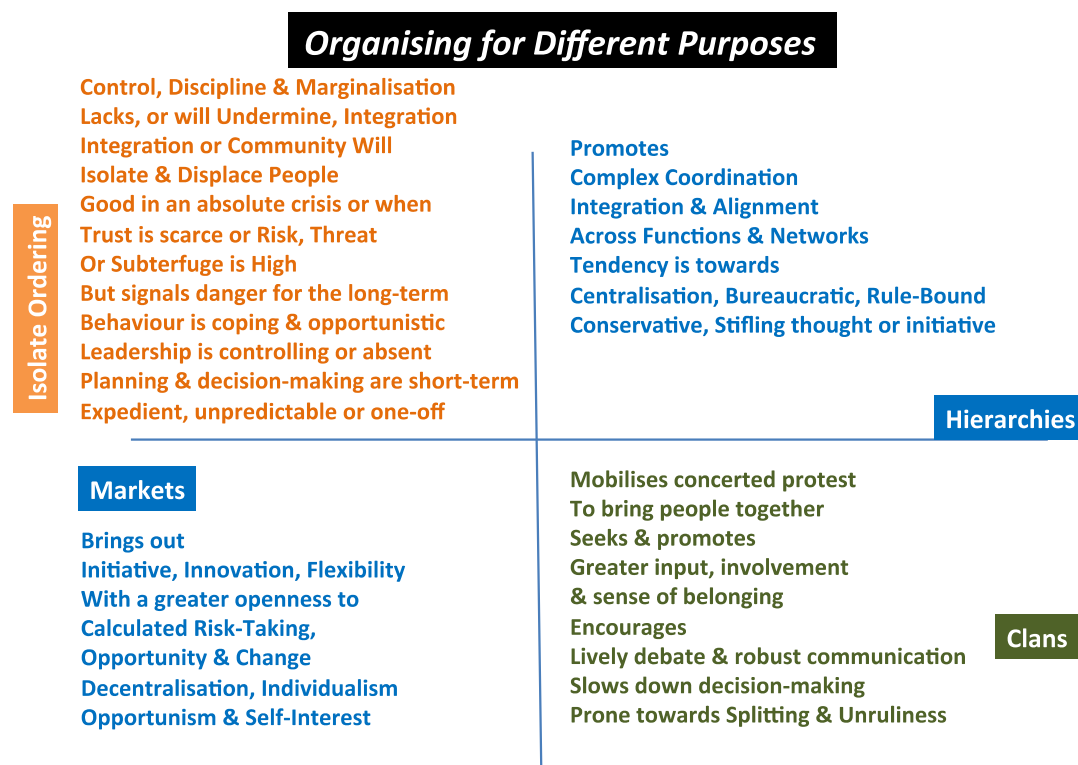 Organising for Different Purposes
Control, Discipline & Marginalisation
Lacks, or will Undermine, Integration
Integration or Community Will
Isolate & Displace People
Good in an absolute crisis or when
Trust is scarce or Risk, Threat
Or Subterfuge is High
But signals danger for the long-term
Behaviour is coping & opportunistic
Leadership is controlling or absent
Planning & decision-making are short-term
Expedient, unpredictable or one-off
Isolate Ordering
Promotes
Complex Coordination
Integration & Alignment
Across Functions & Networks
Tendency is towards
Centralisation, Bureaucratic, Rule-Bound
Conservative, Stifling thought or initiative
Hierarchies
Markets
Brings out
Initiative, Innovation, Flexibility
With a greater openness to
Calculated Risk-Taking,
Opportunity & Change
Decentralisation, Individualism
Opportunism & Self-Interest
Mobilises concerted protest
To bring people together
Seeks & promotes
Greater input, involvement
& sense of belonging
Encourages
Lively debate & robust communication
Slows down decision-making
Prone towards Splitting & Unruliness
Clans